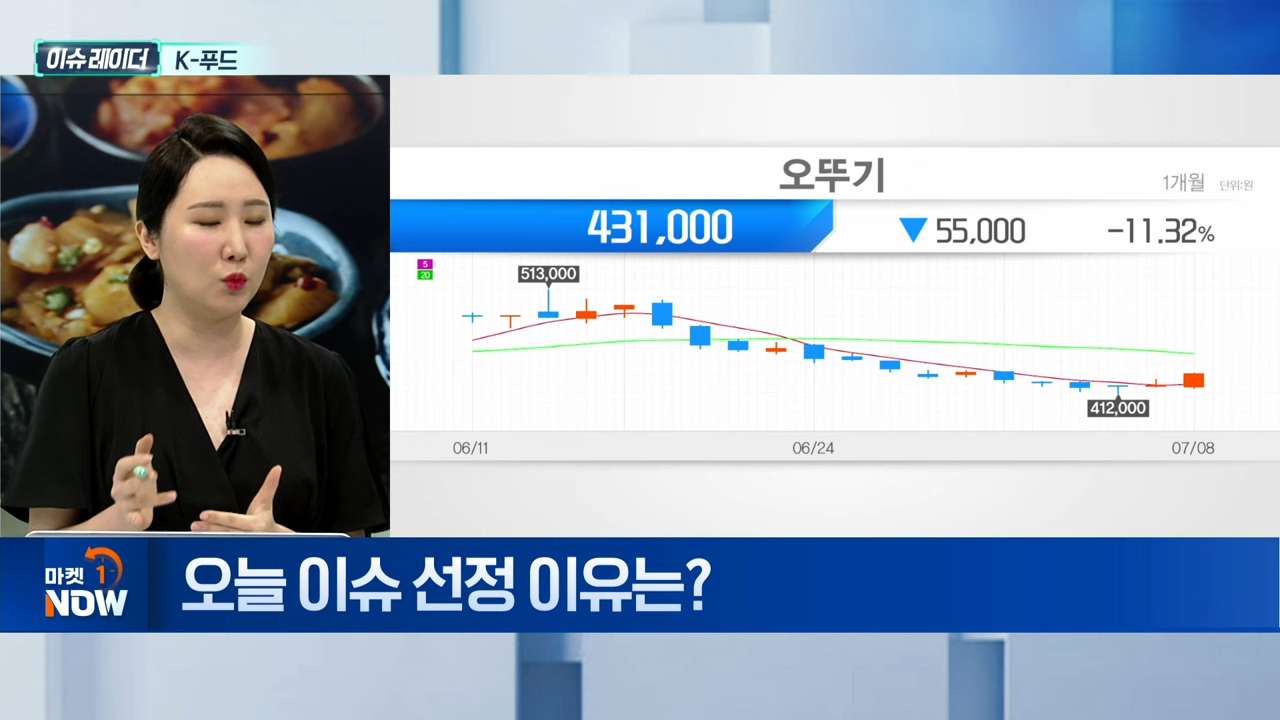 이슈레이더 K-푸드
오뚜기
1개월 단위:원
431,000 ▼55,000 -11.32%
5
20
513,000
412,000
06/11 06/24 07/08
마켓 1
NOW
오늘 이슈 선정 이유는?